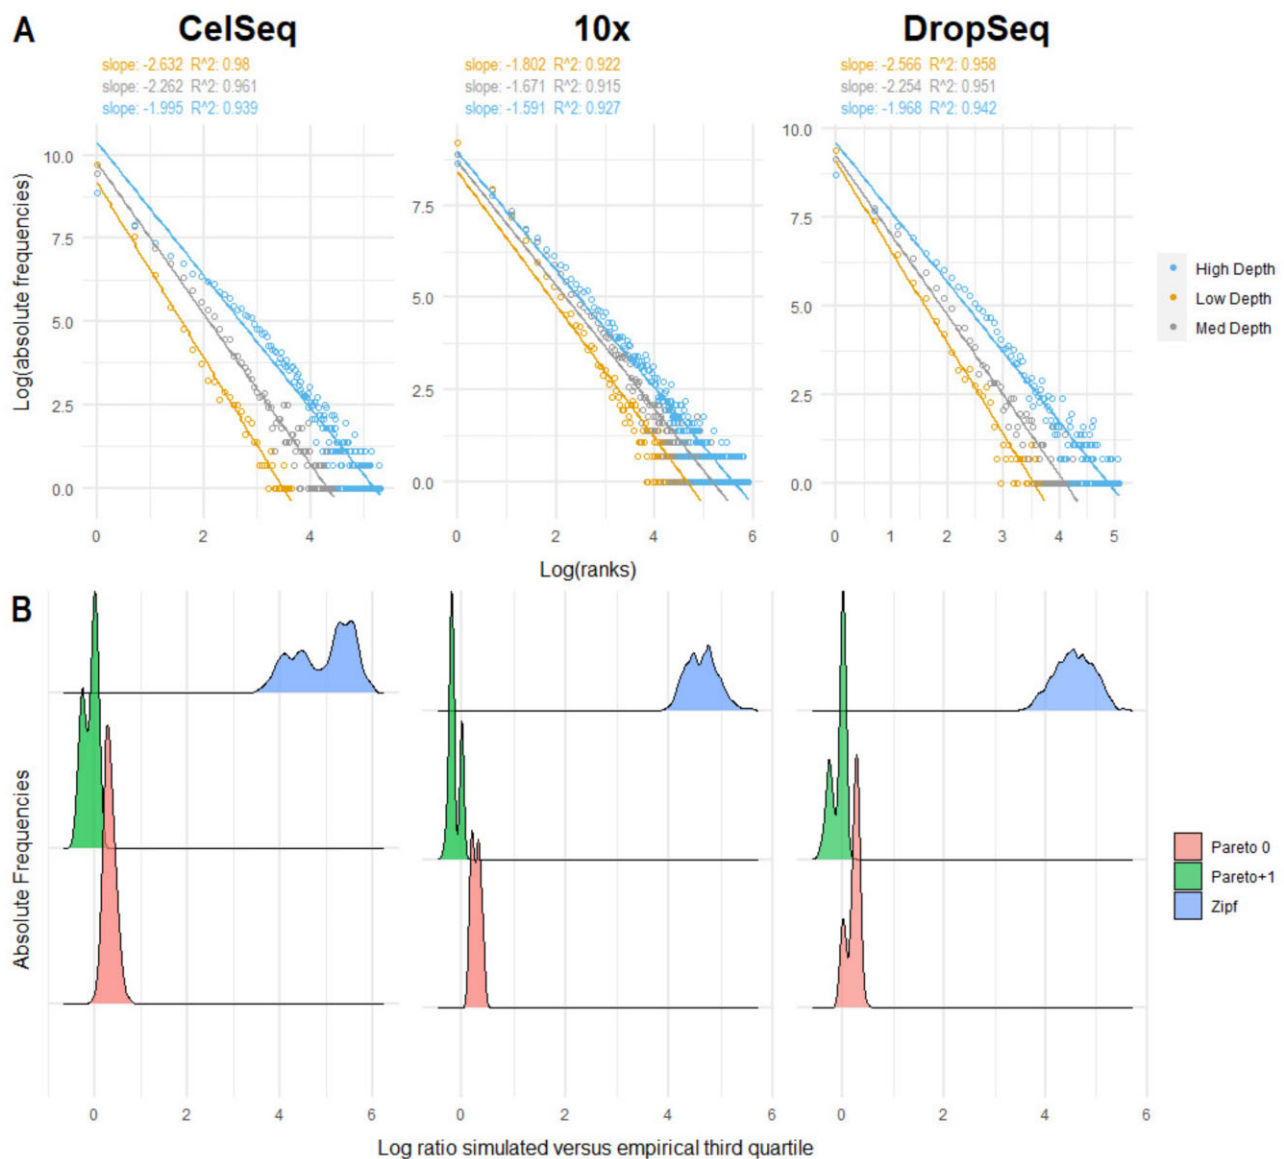 A
CelSeq
10x
DropSeq
slope: -2.632 R^2: 0.98
slope: -2.262 R^2: 0.961
slope: -1.995 R^2: 0.939
slope: -1.802 R^2: 0.922
slope: -1.671 R^2: 0.915
slope: -1.591 R^2: 0.927
slope: -2.566 R^2: 0.958
slope: -2.254 R^2: 0.951
slope: -1.968 R^2: 0.942
Log(absolute frequencies)
10.0
7.5
5.0
2.5
0.0
0 2 4
7.5
5.0
2.5
0.0
0 2 4 6
10.0
7.5
5.0
2.5
0.0
0 1 2 3 4 5
Log(ranks)
High Depth
Low Depth
Med Depth
B
Absolute Frequencies
0 2 4 6
0 2 4 6
0 2 4 6
Log ratio simulated versus empirical third quartile
Pareto 0
Pareto+1
Zipf